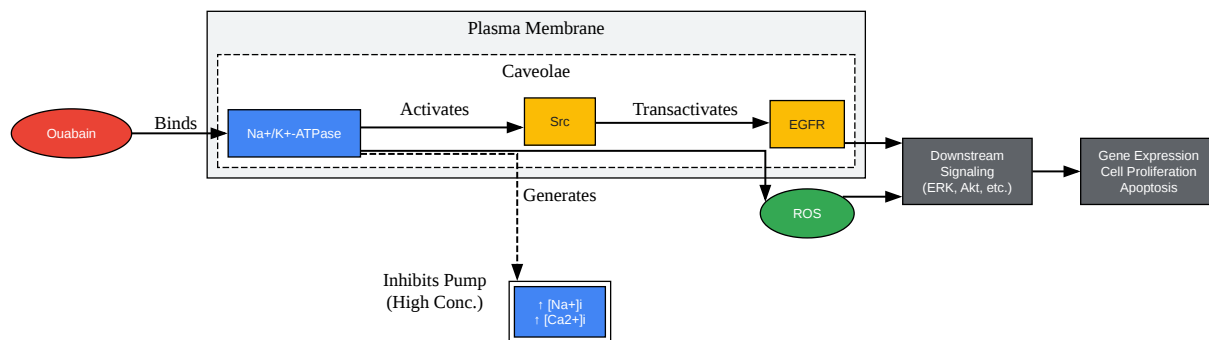 Plasma Membrane
Caveolae
Ouabain
Binds
Na+/K+-ATPase
Activates
Src
Transactivates
EGFR
Downstream
Signaling
(ERK, Akt, etc.)
Gene Expression
Cell Proliferation
Apoptosis
Generates
ROS
Inhibits Pump
(High Conc.)
↑ [Na+]i
↑ [Ca2+]i